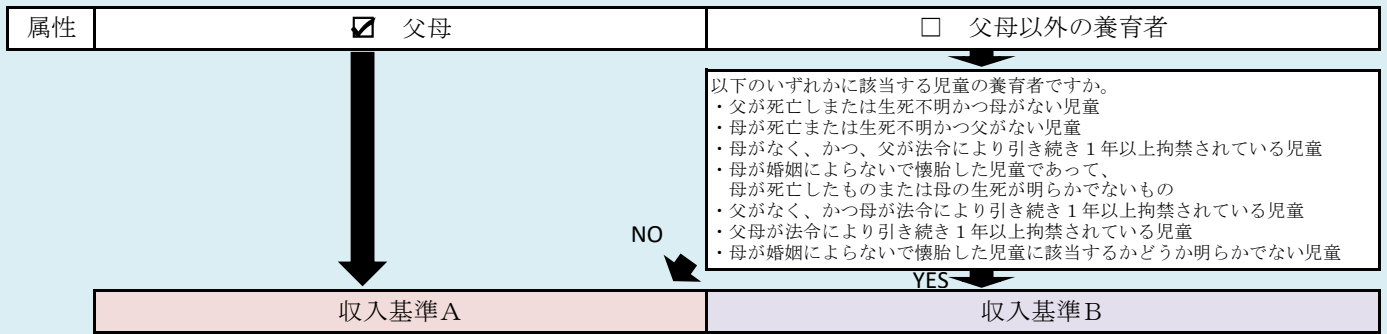 属性
☑ 父母
□ 父母以外の養育者
以下のいずれかに該当する児童の養育者ですか。
・父が死亡しまたは生死不明かつ母がない児童
・母が死亡または生死不明かつ父がない児童
・母がなく、かつ、父が法令により引き続き１年以上拘禁されている児童
・母が婚姻によらないで懐胎した児童であって、
母が死亡したものまたは母の生死が明らかでないもの
・父がなく、かつ母が法令により引き続き１年以上拘禁されている児童
・父母が法令により引き続き１年以上拘禁されている児童
・母が婚姻によらないで懐胎した児童に該当するかどうか明らかでない児童
NO
YES
収入基準Ａ
収入基準Ｂ